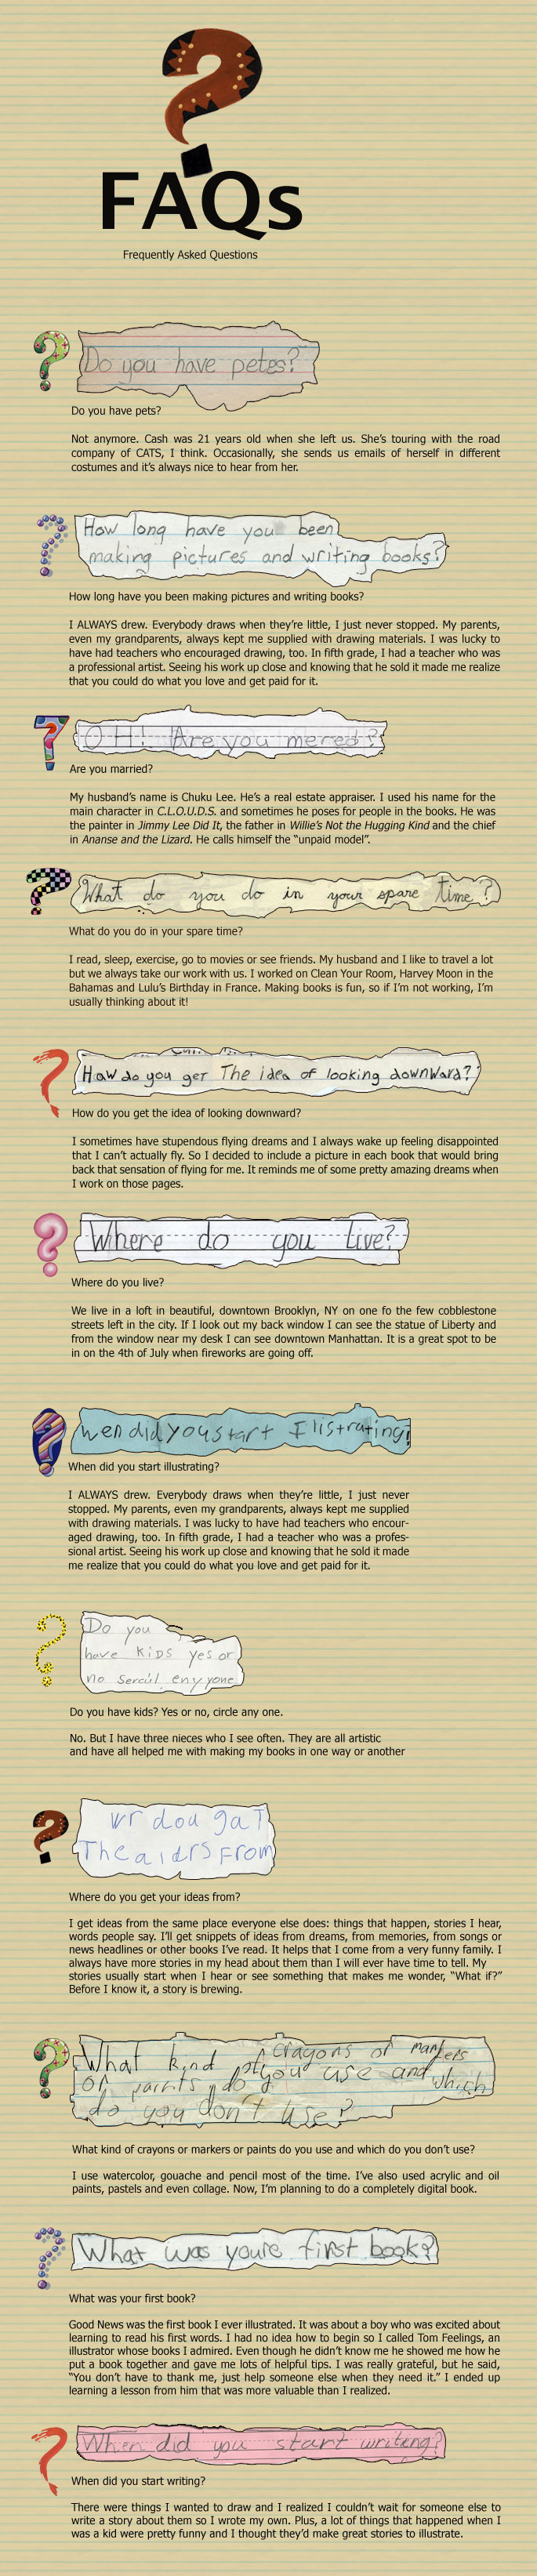 ?
FAQs
Frequently Asked Questions
Do you have petes?
Do you have pets?
Not anymore. Cash was 21 years old when she left us. She's touring with the road
company of CATS, I think. Occasionally, she sends us emails of herself in different
costumes and it's always nice to hear from her.
How long have you been
making pictures and writing books?
How long have you been making pictures and writing books?
I ALWAYS drew. Everybody draws when they're little, I just never stopped. My parents,
even my grandparents, always kept me supplied with drawing materials. I was lucky to
have had teachers who encouraged drawing, too. In fifth grade, I had a teacher who was
a professional artist. Seeing his work up close and knowing that he sold it made me realize
that you could do what you love and get paid for it.
OH! Are you mered?
Are you married?
My husband's name is Chuku Lee. He's a real estate appraiser. I used his name for the
main character in C.L.O.U.D.S. and sometimes he poses for people in the books. He was
the painter in Jimmy Lee Did It, the father in Willie's Not the Hugging Kind and the chief
in Ananse and the Lizard. He calls himself the "unpaid model".
What do you do in your spare time?
What do you do in your spare time?
I read, sleep, exercise, go to movies or see friends. My husband and I like to travel a lot
but we always take our work with us. I worked on Clean Your Room, Harvey Moon in the
Bahamas and Lulu's Birthday in France. Making books is fun, so if I'm not working, I'm
usually thinking about it!
How do you get The idea of looking downward?
How do you get the idea of looking downward?
I sometimes have stupendous flying dreams and I always wake up feeling disappointed
that I can't actually fly. So I decided to include a picture in each book that would bring
back that sensation of flying for me. It reminds me of some pretty amazing dreams when
I work on those pages.
Where do you live?
Where do you live?
We live in a loft in beautiful, downtown Brooklyn, NY on one fo the few cobblestone
streets left in the city. If I look out my back window I can see the statue of Liberty and
from the window near my desk I can see downtown Manhattan. It is a great spot to be
in on the 4th of July when fireworks are going off.
wen did you start Ilistrating?
When did you start illustrating?
I ALWAYS drew. Everybody draws when they're little, I just never
stopped. My parents, even my grandparents, always kept me supplied
with drawing materials. I was lucky to have had teachers who encour-
aged drawing, too. In fifth grade, I had a teacher who was a profes-
sional artist. Seeing his work up close and knowing that he sold it made
me realize that you could do what you love and get paid for it.
Do you
have KiDS yes or
no sercul enyyone
Do you have kids? Yes or no, circle any one.
No. But I have three nieces who I see often. They are all artistic
and have all helped me with making my books in one way or another
wr dou gaT
The aidrs From
Where do you get your ideas from?
I get ideas from the same place everyone else does: things that happen, stories I hear,
words people say. I'll get snippets of ideas from dreams, from memories, from songs or
news headlines or other books I've read. It helps that I come from a very funny family. I
always have more stories in my head about them than I will ever have time to tell. My
stories usually start when I hear or see something that makes me wonder, "What if?"
Before I know it, a story is brewing.
What kind of crayons or markers
or paints do you use and which
do you don't use?
What kind of crayons or markers or paints do you use and which do you don't use?
I use watercolor, gouache and pencil most of the time. I've also used acrylic and oil
paints, pastels and even collage. Now, I'm planning to do a completely digital book.
What was youre first book?
What was your first book?
Good News was the first book I ever illustrated. It was about a boy who was excited about
learning to read his first words. I had no idea how to begin so I called Tom Feelings, an
illustrator whose books I admired. Even though he didn't know me he showed me how he
put a book together and gave me lots of helpful tips. I was really grateful, but he said,
"You don't have to thank me, just help someone else when they need it." I ended up
learning a lesson from him that was more valuable than I realized.
When did you start writeng?
When did you start writing?
There were things I wanted to draw and I realized I couldn't wait for someone else to
write a story about them so I wrote my own. Plus, a lot of things that happened when I
was a kid were pretty funny and I thought they'd make great stories to illustrate.